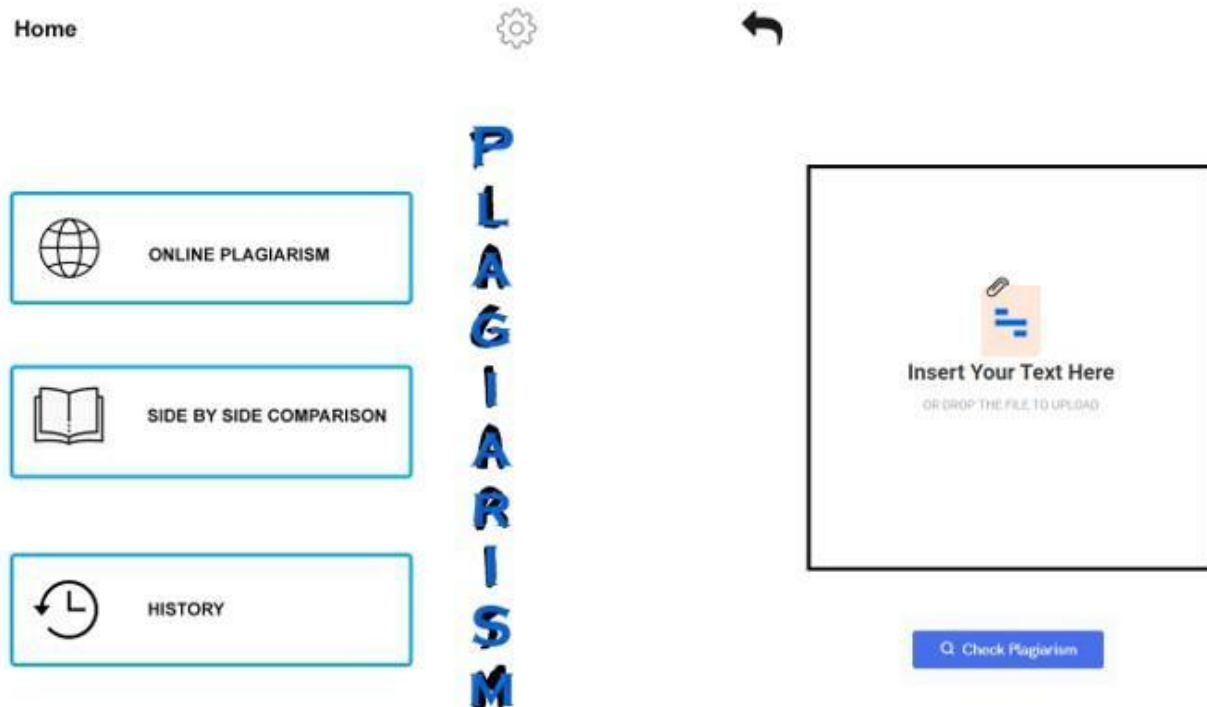 Home
ONLINE PLAGIARISM
SIDE BY SIDE COMPARISON
HISTORY
PLAGIARISM
Insert Your Text Here
OR DROP THE FILE TO UPLOAD
Check Plagiarism